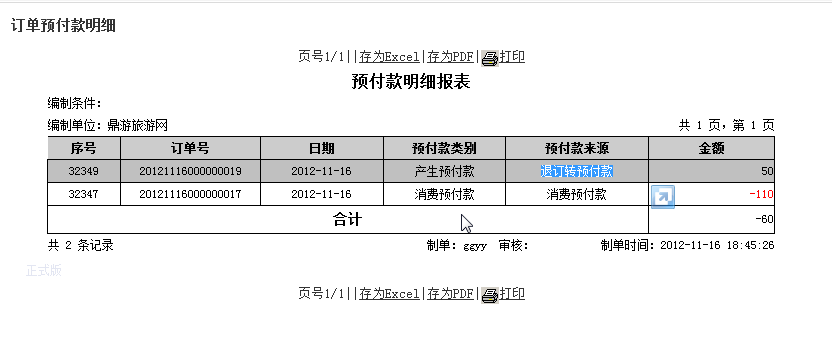 订单预付款明细
页号1/1||存为Excel|存为PDF|打印
预付款明细报表
编制条件:
编制单位: 鼎游旅游网 共 1 页, 第 1 页
序号 订单号 日期 预付款类别 预付款来源 金额
32349 20121116000000019 2012-11-16 产生预付款 退订转预付款 50
32347 20121116000000017 2012-11-16 消费预付款 消费预付款 -110
合计 -60
共 2 条记录 制单: ggyy 审核: 制单时间: 2012-11-16 18:45:26
正式版
页号1/1||存为Excel|存为PDF|打印